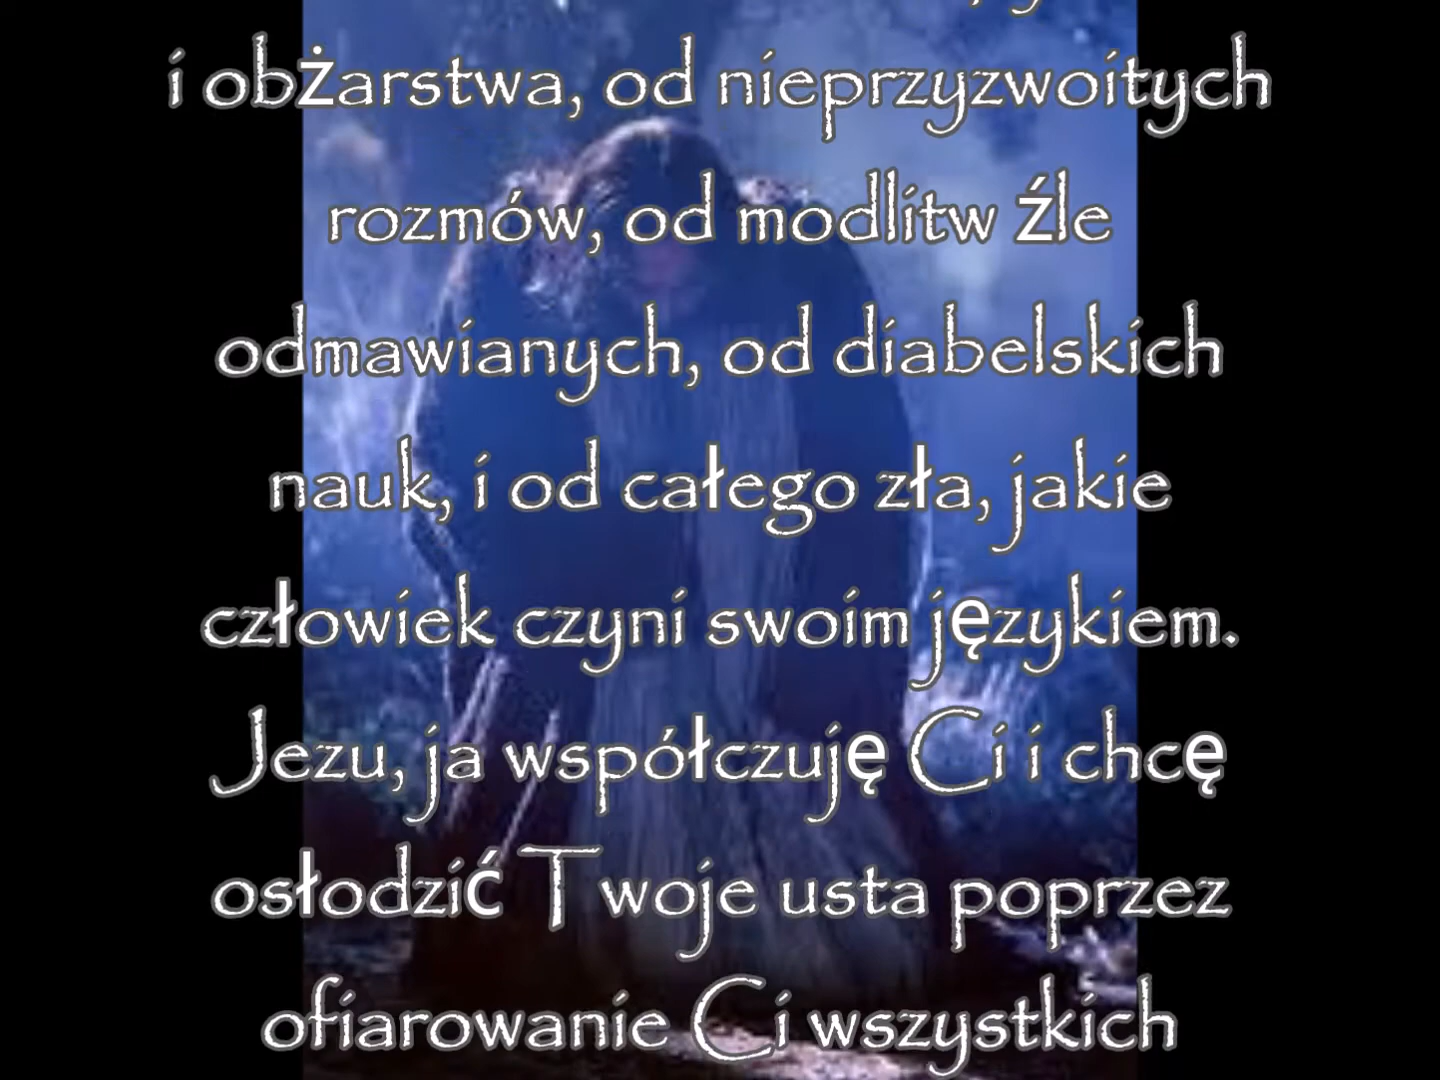 i obżarstwa, od nieprzyzwoitych
rozmów, od modlitw źle
odmawianych, od diabelskich
nauk, i od całego zła, jakie
człowiek czyni swoim językiem.
Jezu, ja współczuję Ci i chcę
osłodzić Twoje usta poprzez
ofiarowanie Ci wszystkich